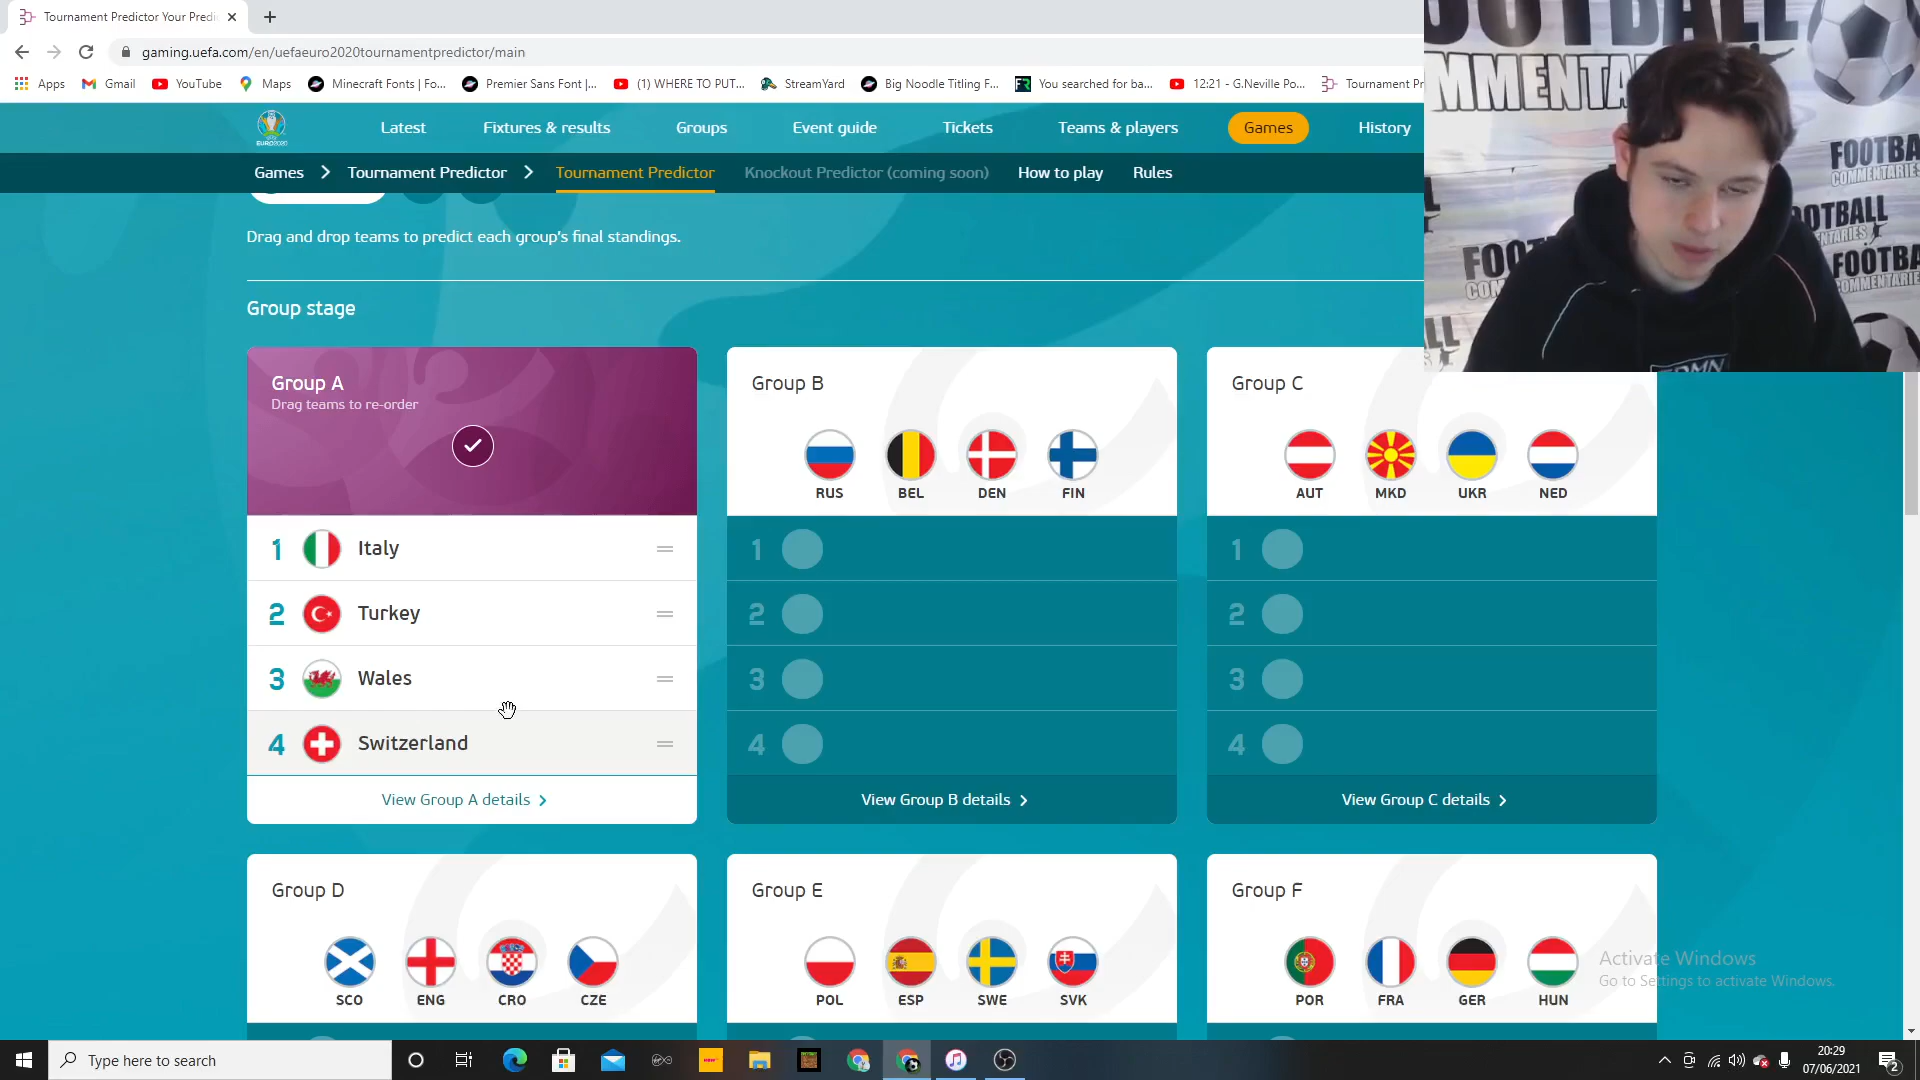 Tournament Predictor Your Predi
gaming.uefa.com/en/uefaeuro2020tournamentpredictor/main
Apps Gmail YouTube Maps Minecraft Fonts | Fo... Premier Sans Font |... (1) WHERE TO PUT... StreamYard Big Noodle Titling F... You searched for ba... 12:21 - G.Neville Po... Tournament Pr
EURO2020
Latest Fixtures & results Groups Event guide Tickets Teams & players Games History
Games Tournament Predictor Tournament Predictor Knockout Predictor (coming soon) How to play Rules
Drag and drop teams to predict each group's final standings.
Group stage
Group A
Drag teams to re-order
1 Italy
2 Turkey
3 Wales
4 Switzerland
View Group A details
Group B
RUS BEL DEN FIN
1
2
3
4
View Group B details
Group C
AUT MKD UKR NED
1
2
3
4
View Group C details
Group D
SCO ENG CRO CZE
Group E
POL ESP SWE SVK
Group F
POR FRA GER HUN
FOOTBALL
COMMENTARIES
Activate Windows
Go to Settings to activate Windows.
Type here to search
20:29
07/06/2021
2